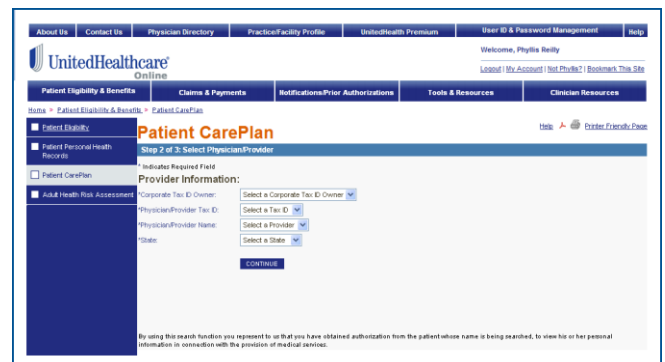 About Us Contact Us Physician Directory Practice/Facility Profile UnitedHealth Premium User ID & Password Management Help
UnitedHealthcare®
Online
Welcome, Phyllis Reilly
Logout | My Account | Not Phyllis? | Bookmark This Site
Patient Eligibility & Benefits Claims & Payments Notifications/Prior Authorizations Tools & Resources Clinician Resources
Home > Patient Eligibility & Benefits > Patient CarePlan
Patient Eligibility
Patient Personal Health
Records
Patient CarePlan
Adult Health Risk Assessment
Patient CarePlan
Help Printer Friendly Page
Step 2 of 3: Select Physician/Provider
* Indicates Required Field
Provider Information:
*Corporate Tax ID Owner: Select a Corporate Tax ID Owner
*Physician/Provider Tax ID: Select a Tax ID
*Physician/Provider Name: Select a Provider
*State: Select a State
CONTINUE
By using this search function you represent to us that you have obtained authorization from the patient whose name is being searched, to view his or her personal
information in connection with the provision of medical services.